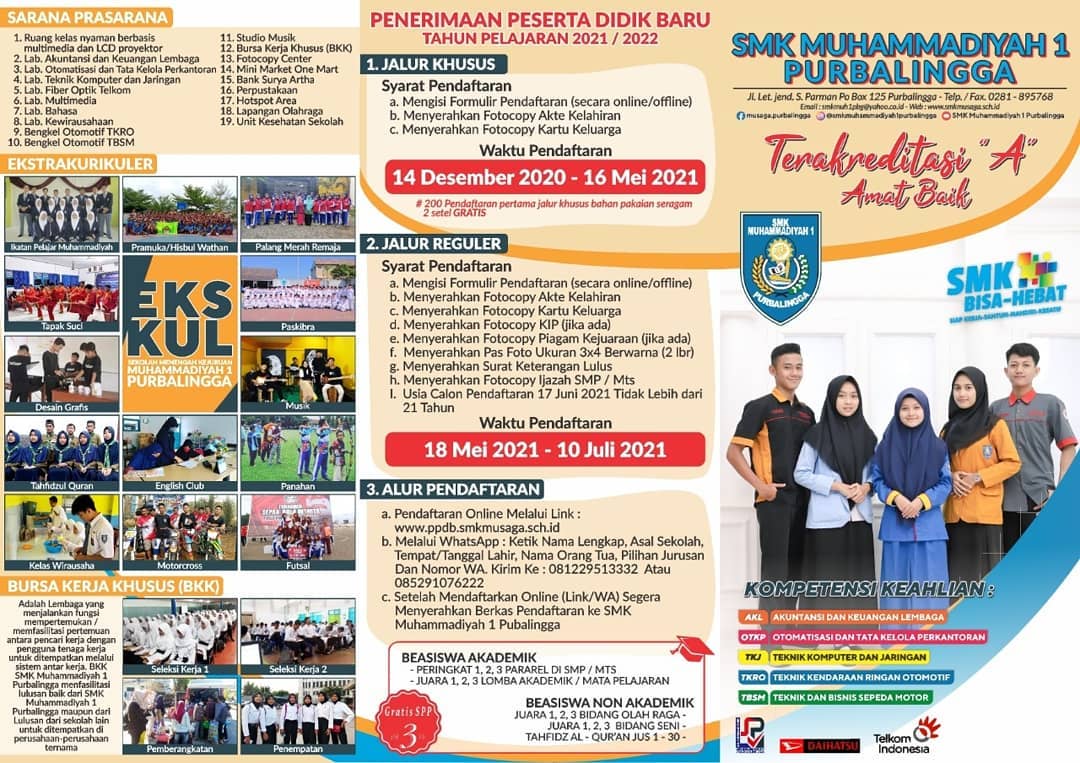 SARANA PRASARANA
1. Ruang kelas nyaman berbasis
multimedia dan LCD proyektor
2. Lab. Akuntansi dan Keuangan Lembaga
3. Lab. Otomatisasi dan Tata Kelola Perkantoran
4. Lab. Teknik Komputer dan Jaringan
5. Lab. Fiber Optik Telkom
6. Lab. Multimedia
7. Lab. Bahasa
8. Lab. Kewirausahaan
9. Bengkel Otomotif TKRO
10. Bengkel Otomotif TBSM
11. Studio Musik
12. Bursa Kerja Khusus (BKK)
13. Fotocopy Center
14. Mini Market One Mart
15. Bank Surya Artha
16. Perpustakaan
17. Hotspot Area
18. Lapangan Olahraga
19. Unit Kesehatan Sekolah
EKSTRAKURIKULER
Ikatan Pelajar Muhammadiyah
Pramuka/Hisbul Wathan
Palang Merah Remaja
Tapak Suci
EKS
KUL
SEKOLAH MENENGAH KEJURUAN
MUHAMMADIYAH 1
PURBALINGGA
Paskibra
Desain Grafis
Musik
Tahfidzul Quran
English Club
Panahan
Kelas Wirausaha
Motorcross
Futsal
BURSA KERJA KHUSUS (BKK)
Adalah Lembaga yang
menjalankan fungsi
mempertemukan /
memfasilitasi pertemuan
antara pencari kerja dengan
pengguna tenaga kerja
untuk ditempatkan melalui
sistem antar kerja. BKK
SMK Muhammadiyah 1
Purbalingga menfasilitasi
lulusan baik dari SMK
Muhammadiyah 1
Purbalingga maupun dari
Lulusan dari sekolah lain
untuk ditempatkan di
perusahaan-perusahaan
ternama
Seleksi Kerja 1
Seleksi Kerja 2
Pemberangkatan
Penempatan
PENERIMAAN PESERTA DIDIK BARU
TAHUN PELAJARAN 2021 / 2022
1. JALUR KHUSUS
Syarat Pendaftaran
a. Mengisi Formulir Pendaftaran (secara online/offline)
b. Menyerahkan Fotocopy Akte Kelahiran
c. Menyerahkan Fotocopy Kartu Keluarga
Waktu Pendaftaran
14 Desember 2020 - 16 Mei 2021
# 200 Pendaftaran pertama jalur khusus bahan pakaian seragam
2 setel GRATIS
2. JALUR REGULER
Syarat Pendaftaran
a. Mengisi Formulir Pendaftaran (secara online/offline)
b. Menyerahkan Fotocopy Akte Kelahiran
c. Menyerahkan Fotocopy Kartu Keluarga
d. Menyerahkan Fotocopy KIP (jika ada)
e. Menyerahkan Fotocopy Piagam Kejuaraan (jika ada)
f. Menyerahkan Pas Foto Ukuran 3x4 Berwarna (2 lbr)
g. Menyerahkan Surat Keterangan Lulus
h. Menyerahkan Fotocopy Ijazah SMP / Mts
I. Usia Calon Pendaftaran 17 Juni 2021 Tidak Lebih dari
21 Tahun
Waktu Pendaftaran
18 Mei 2021 - 10 Juli 2021
3. ALUR PENDAFTARAN
a. Pendaftaran Online Melalui Link :
www.ppdb.smkmusaga.sch.id
b. Melalui WhatsApp : Ketik Nama Lengkap, Asal Sekolah,
Tempat/Tanggal Lahir, Nama Orang Tua, Pilihan Jurusan
Dan Nomor WA. Kirim Ke : 081229513332 Atau
085291076222
c. Setelah Mendaftarkan Online (Link/WA) Segera
Menyerahkan Berkas Pendaftaran ke SMK
Muhammadiyah 1 Pubalingga
BEASISWA AKADEMIK
- PERINGKAT 1, 2, 3 PARAREL DI SMP / MTS
- JUARA 1, 2, 3 LOMBA AKADEMIK / MATA PELAJARAN
BEASISWA NON AKADEMIK
JUARA 1, 2, 3 BIDANG OLAH RAGA -
JUARA 1, 2, 3 BIDANG SENI -
TAHFIDZ AL - QUR'AN JUS 1 - 30 -
Gratis SPP
3
SMK MUHAMMADIYAH 1
PURBALINGGA
Jl. Let. jend. S. Parman Po Box 125 Purbalingga - Telp. / Fax. 0281 - 895768
Email : smkmuh1pbg@yahoo.co.id - Web : www.smkmusaga.sch.id
musaga.purbalingga @smkmuhammadiyah1purbalingga SMK Muhammadiyah 1 Purbalingga
Terakreditasi "A"
Amat Baik
SMK
MUHAMMADIYAH 1
PURBALINGGA
SMK
BISA-HEBAT
SIAP KERJA-SANTUN-MANDIRI-KREATIF
KOMPETENSI KEAHLIAN :
AKL AKUNTANSI DAN KEUANGAN LEMBAGA
OTKP OTOMATISASI DAN TATA KELOLA PERKANTORAN
TKJ TEKNIK KOMPUTER DAN JARINGAN
TKRO TEKNIK KENDARAAN RINGAN OTOMOTIF
TBSM TEKNIK DAN BISNIS SEPEDA MOTOR
DAIHATSU
Telkom
Indonesia